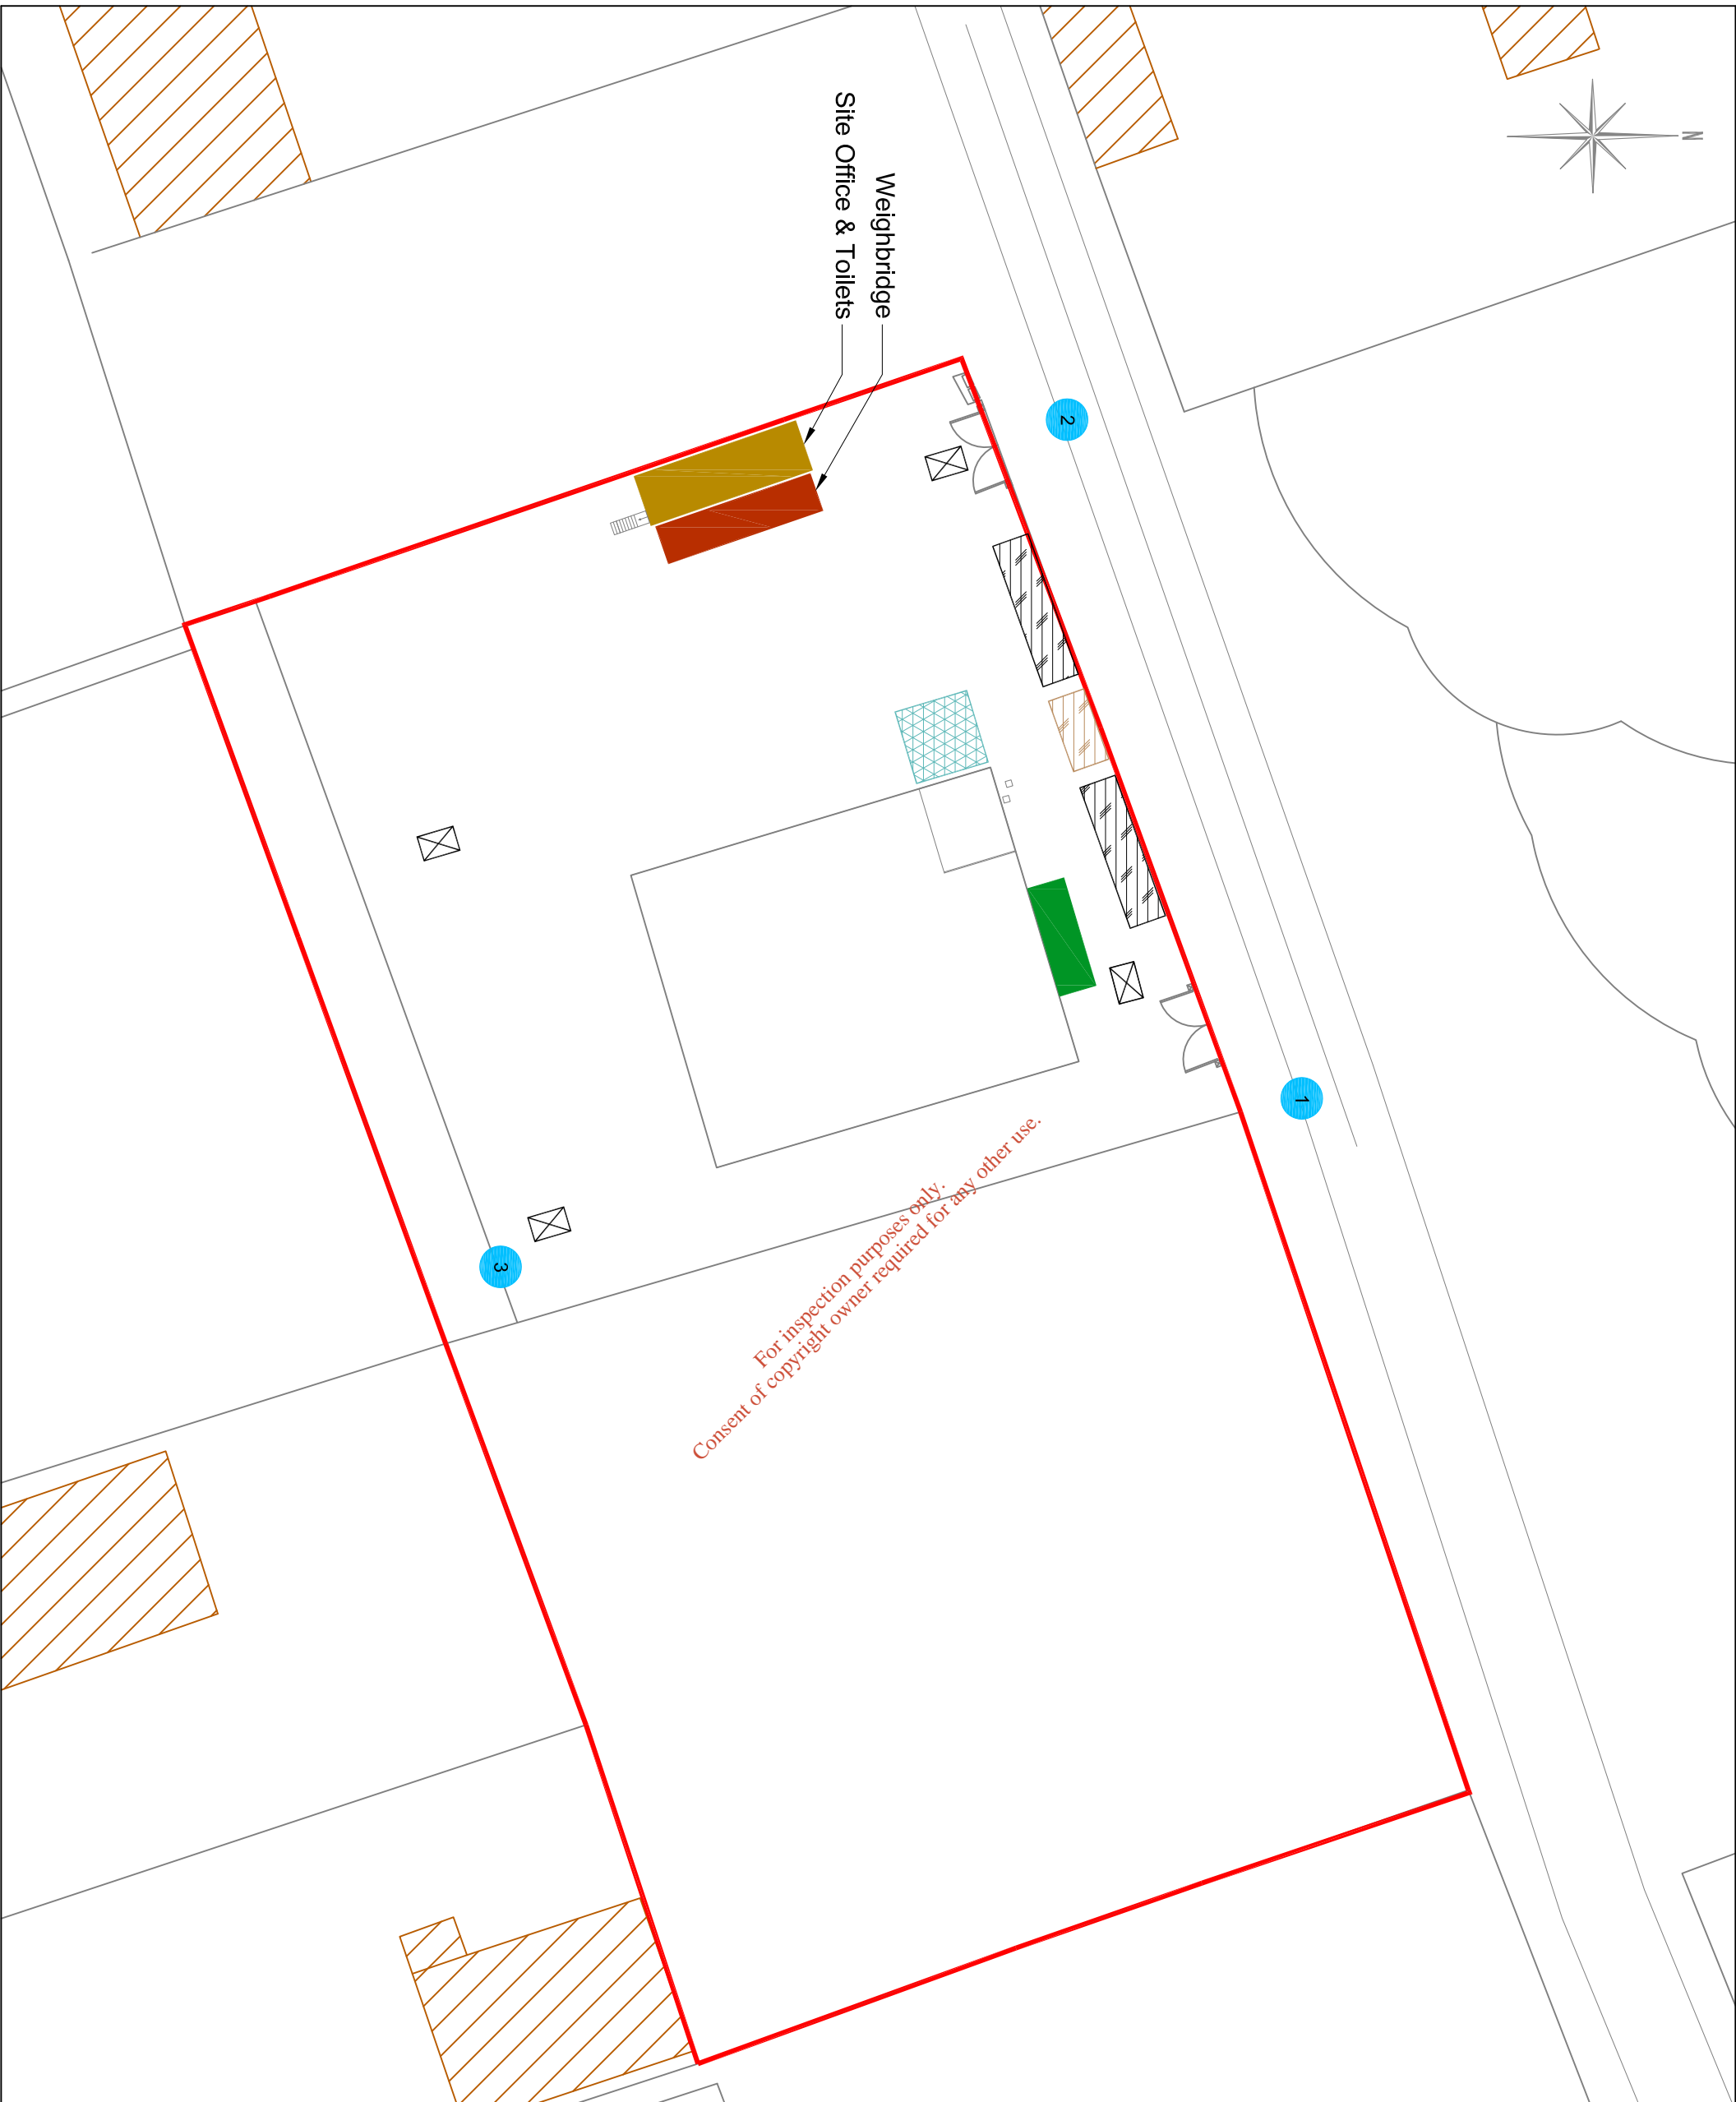 N
Weighbridge
Site Office & Toilets
2
1
3
For inspection purposes only.
Consent of copyright owner required for any other use.